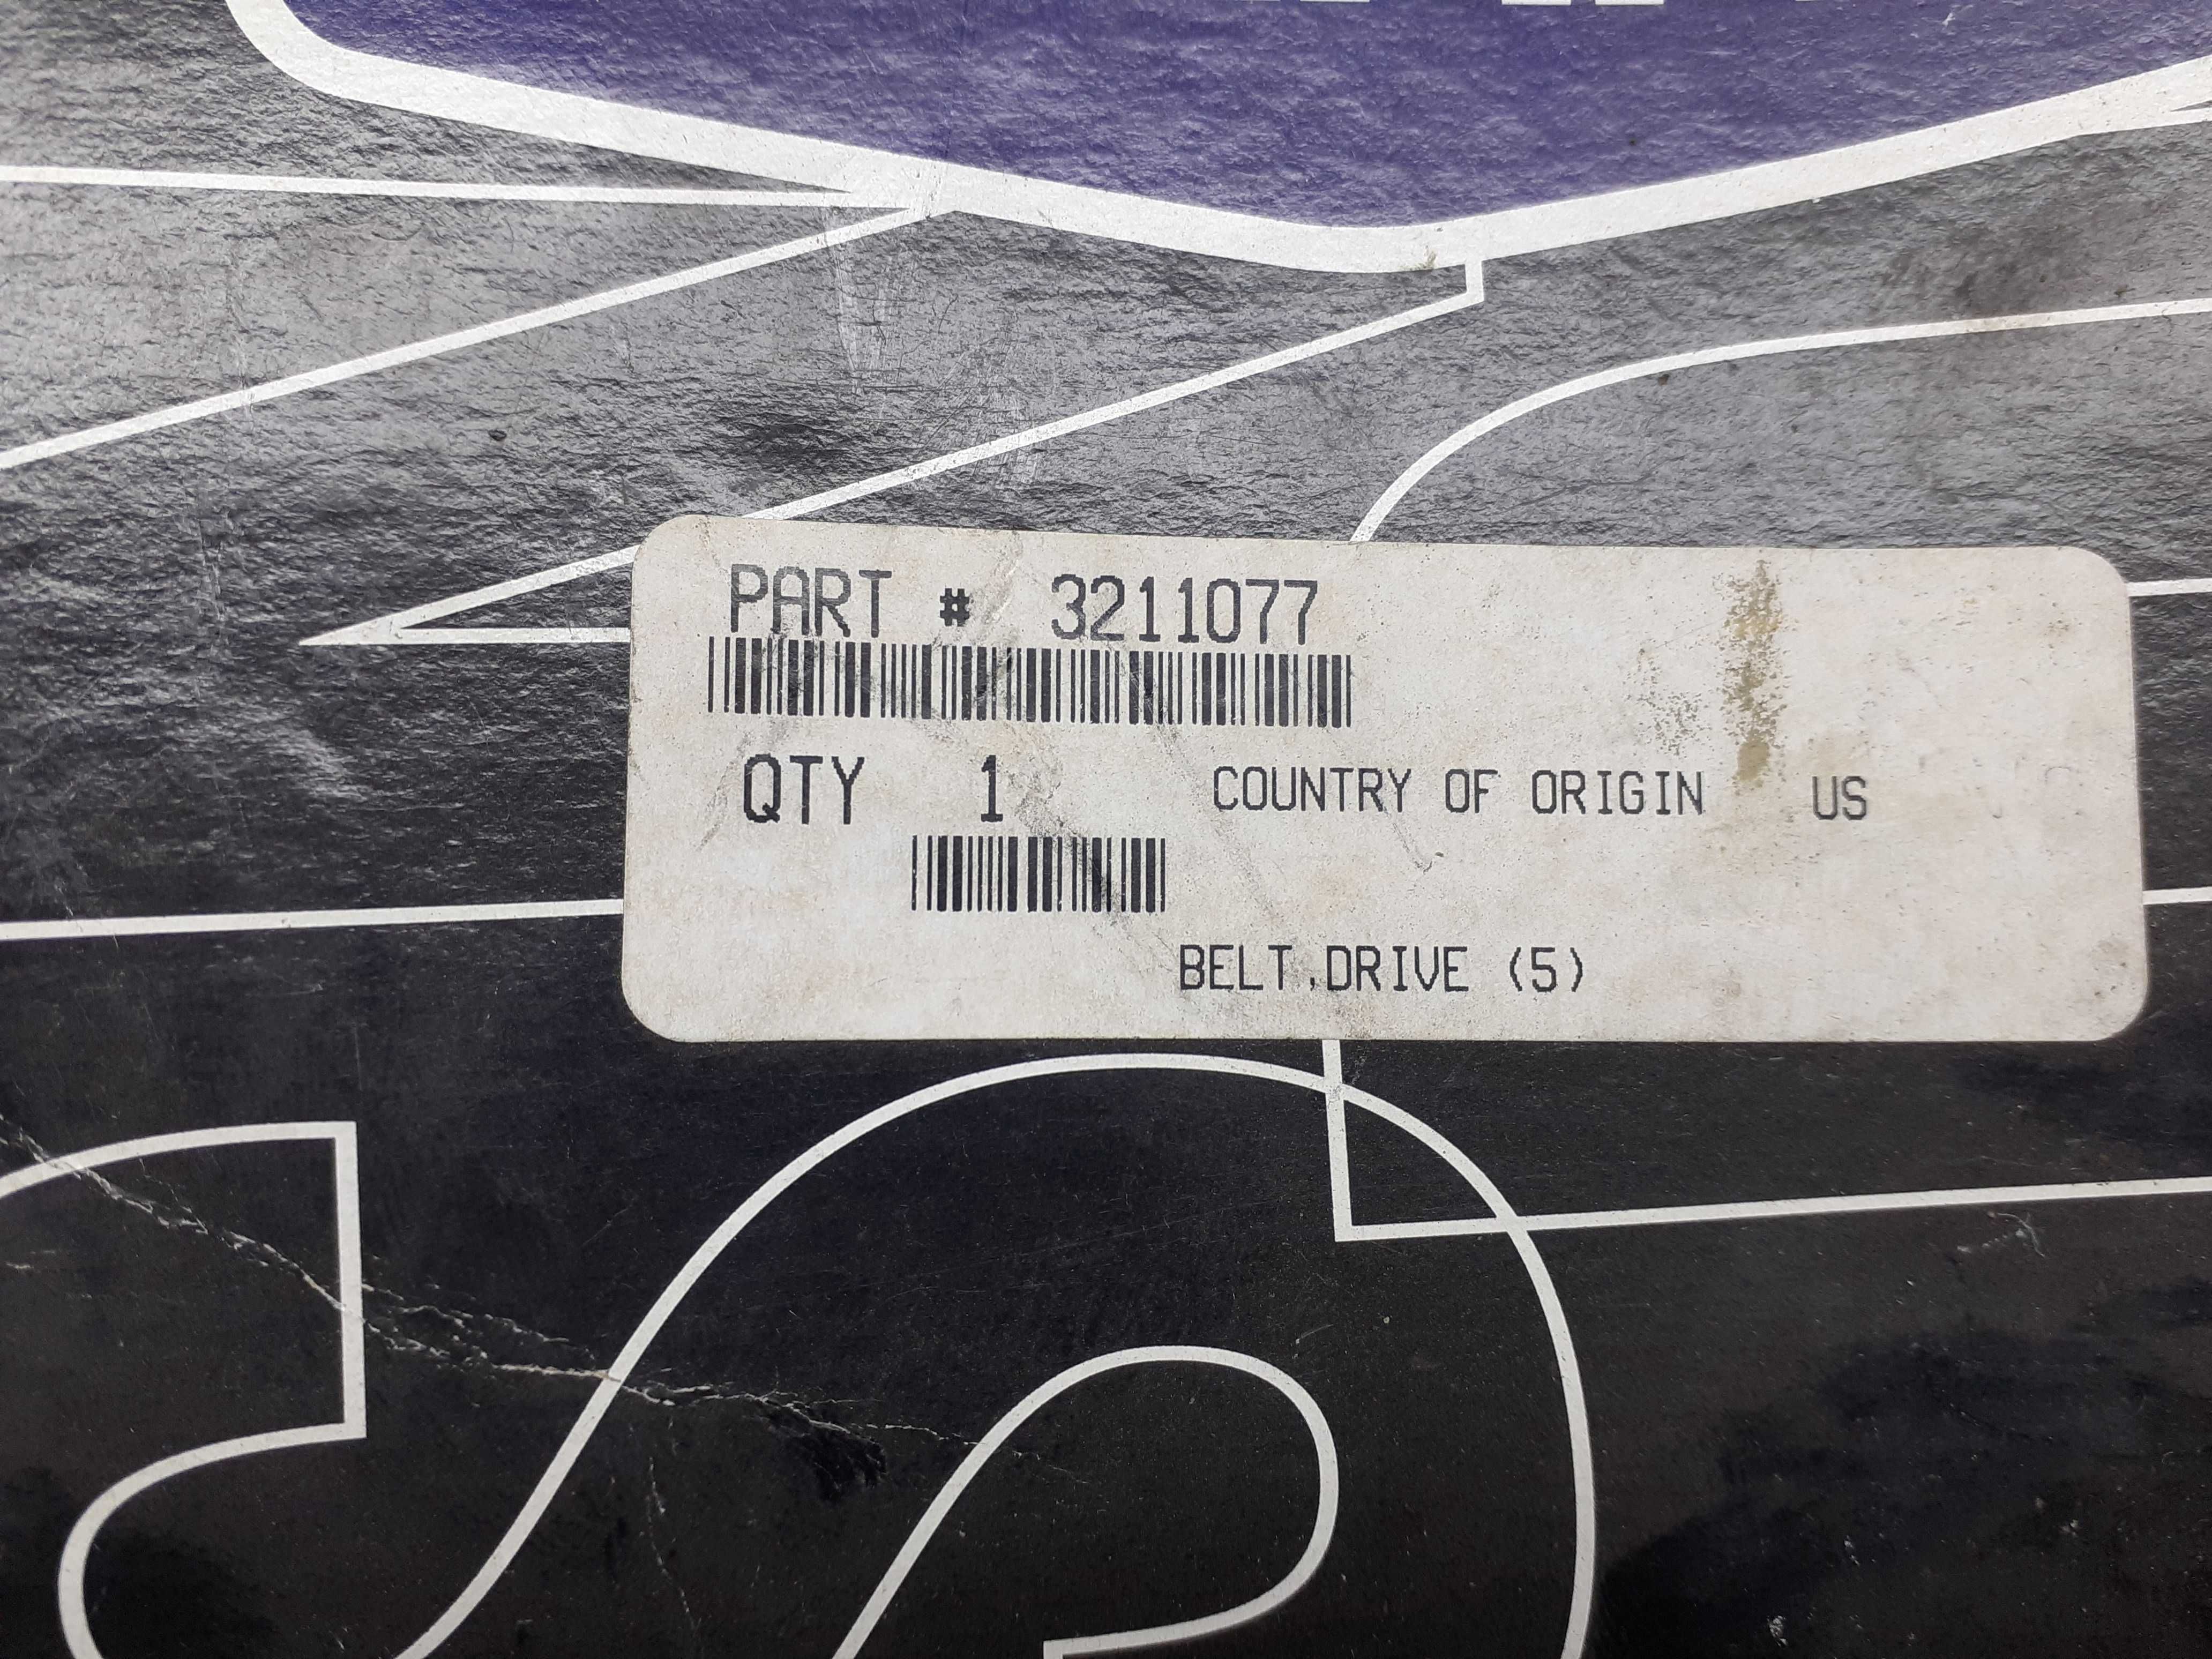 PART # 3211077
QTY 1 COUNTRY OF ORIGIN US
BELT,DRIVE (5)